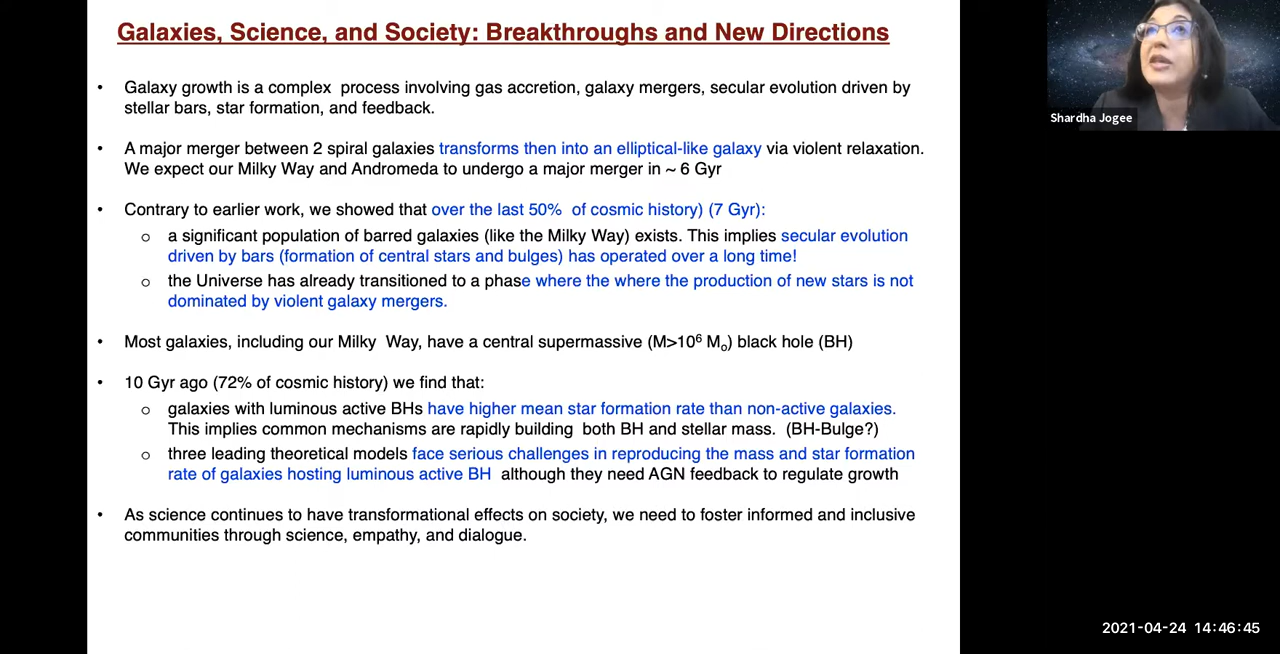 Galaxies, Science, and Society: Breakthroughs and New Directions
• Galaxy growth is a complex process involving gas accretion, galaxy mergers, secular evolution driven by
stellar bars, star formation, and feedback.
• A major merger between 2 spiral galaxies transforms then into an elliptical-like galaxy via violent relaxation.
We expect our Milky Way and Andromeda to undergo a major merger in ~ 6 Gyr
• Contrary to earlier work, we showed that over the last 50% of cosmic history) (7 Gyr):
o a significant population of barred galaxies (like the Milky Way) exists. This implies secular evolution
driven by bars (formation of central stars and bulges) has operated over a long time!
o the Universe has already transitioned to a phase where the where the production of new stars is not
dominated by violent galaxy mergers.
• Most galaxies, including our Milky Way, have a central supermassive (M>10⁶ Mₒ) black hole (BH)
• 10 Gyr ago (72% of cosmic history) we find that:
o galaxies with luminous active BHs have higher mean star formation rate than non-active galaxies.
This implies common mechanisms are rapidly building both BH and stellar mass. (BH-Bulge?)
o three leading theoretical models face serious challenges in reproducing the mass and star formation
rate of galaxies hosting luminous active BH although they need AGN feedback to regulate growth
• As science continues to have transformational effects on society, we need to foster informed and inclusive
communities through science, empathy, and dialogue.
Shardha Jogee
2021-04-24 14:46:45